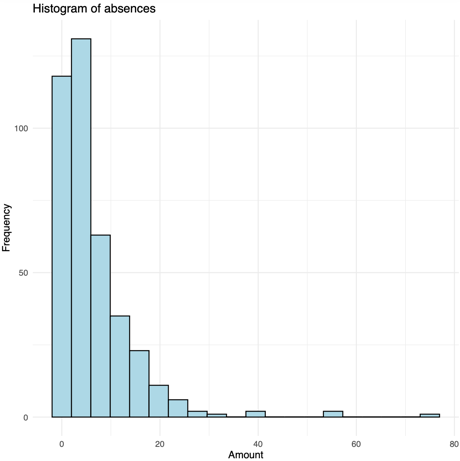 Histogram of absences
Frequency
100
50
0
0 20 40 60 80
Amount